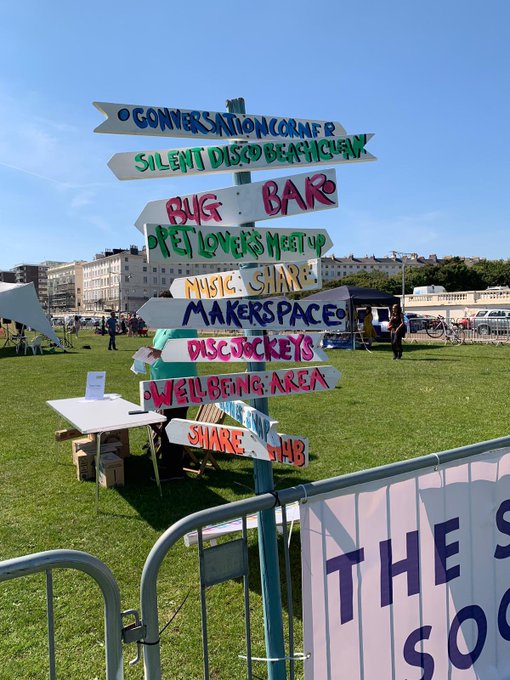 CONVERSATION CORNER
SILENT DISCO BEACH CLEAN
BUG BAR
PET LOVERS MEET UP
MUSIC SHARE
MAKERSPACE
DISC JOCKEYS
WELLBEING AREA
SHARE HUB
THE S
SOC